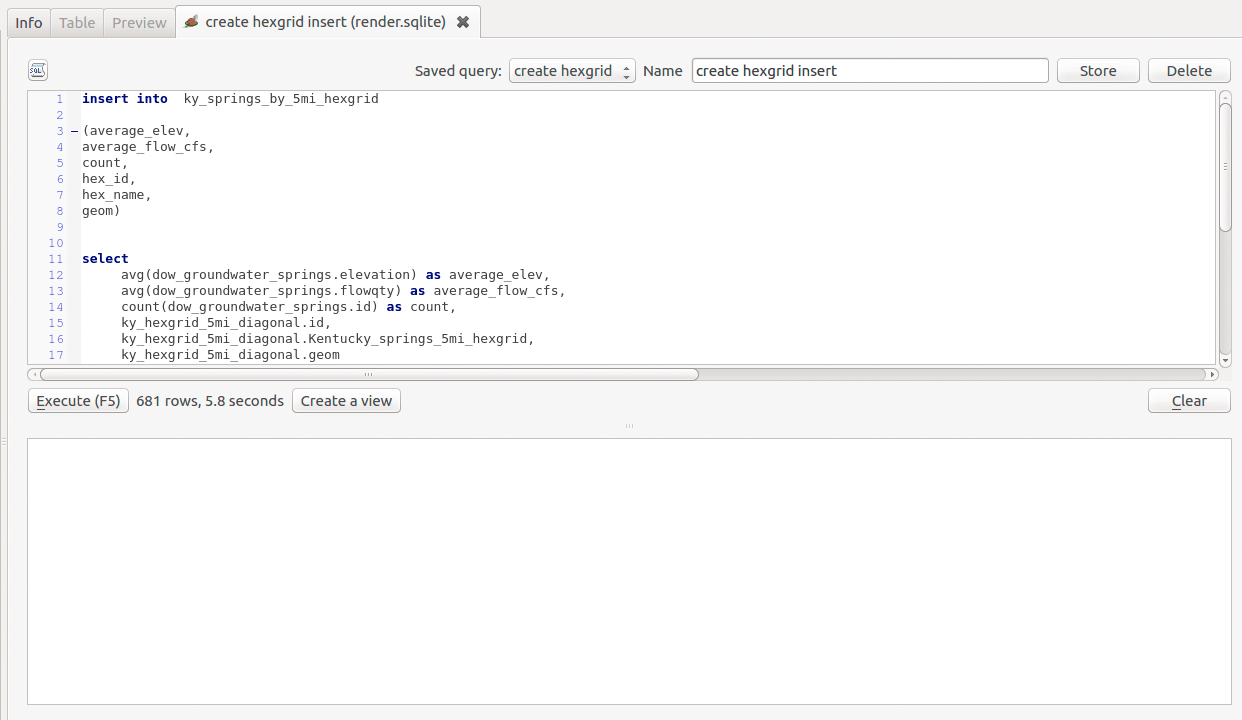 Info Table Preview create hexgrid insert (render.sqlite)
SQL Saved query: create hexgrid Name create hexgrid insert Store Delete
1 insert into  ky_springs_by_5mi_hexgrid
2
3 (average_elev,
4 average_flow_cfs,
5 count,
6 hex_id,
7 hex_name,
8 geom)
9
10
11 select
12 avg(dow_groundwater_springs.elevation) as average_elev,
13 avg(dow_groundwater_springs.flowqty) as average_flow_cfs,
14 count(dow_groundwater_springs.id) as count,
15 ky_hexgrid_5mi_diagonal.id,
16 ky_hexgrid_5mi_diagonal.Kentucky_springs_5mi_hexgrid,
17 ky_hexgrid_5mi_diagonal.geom
Execute (F5) 681 rows, 5.8 seconds Create a view Clear